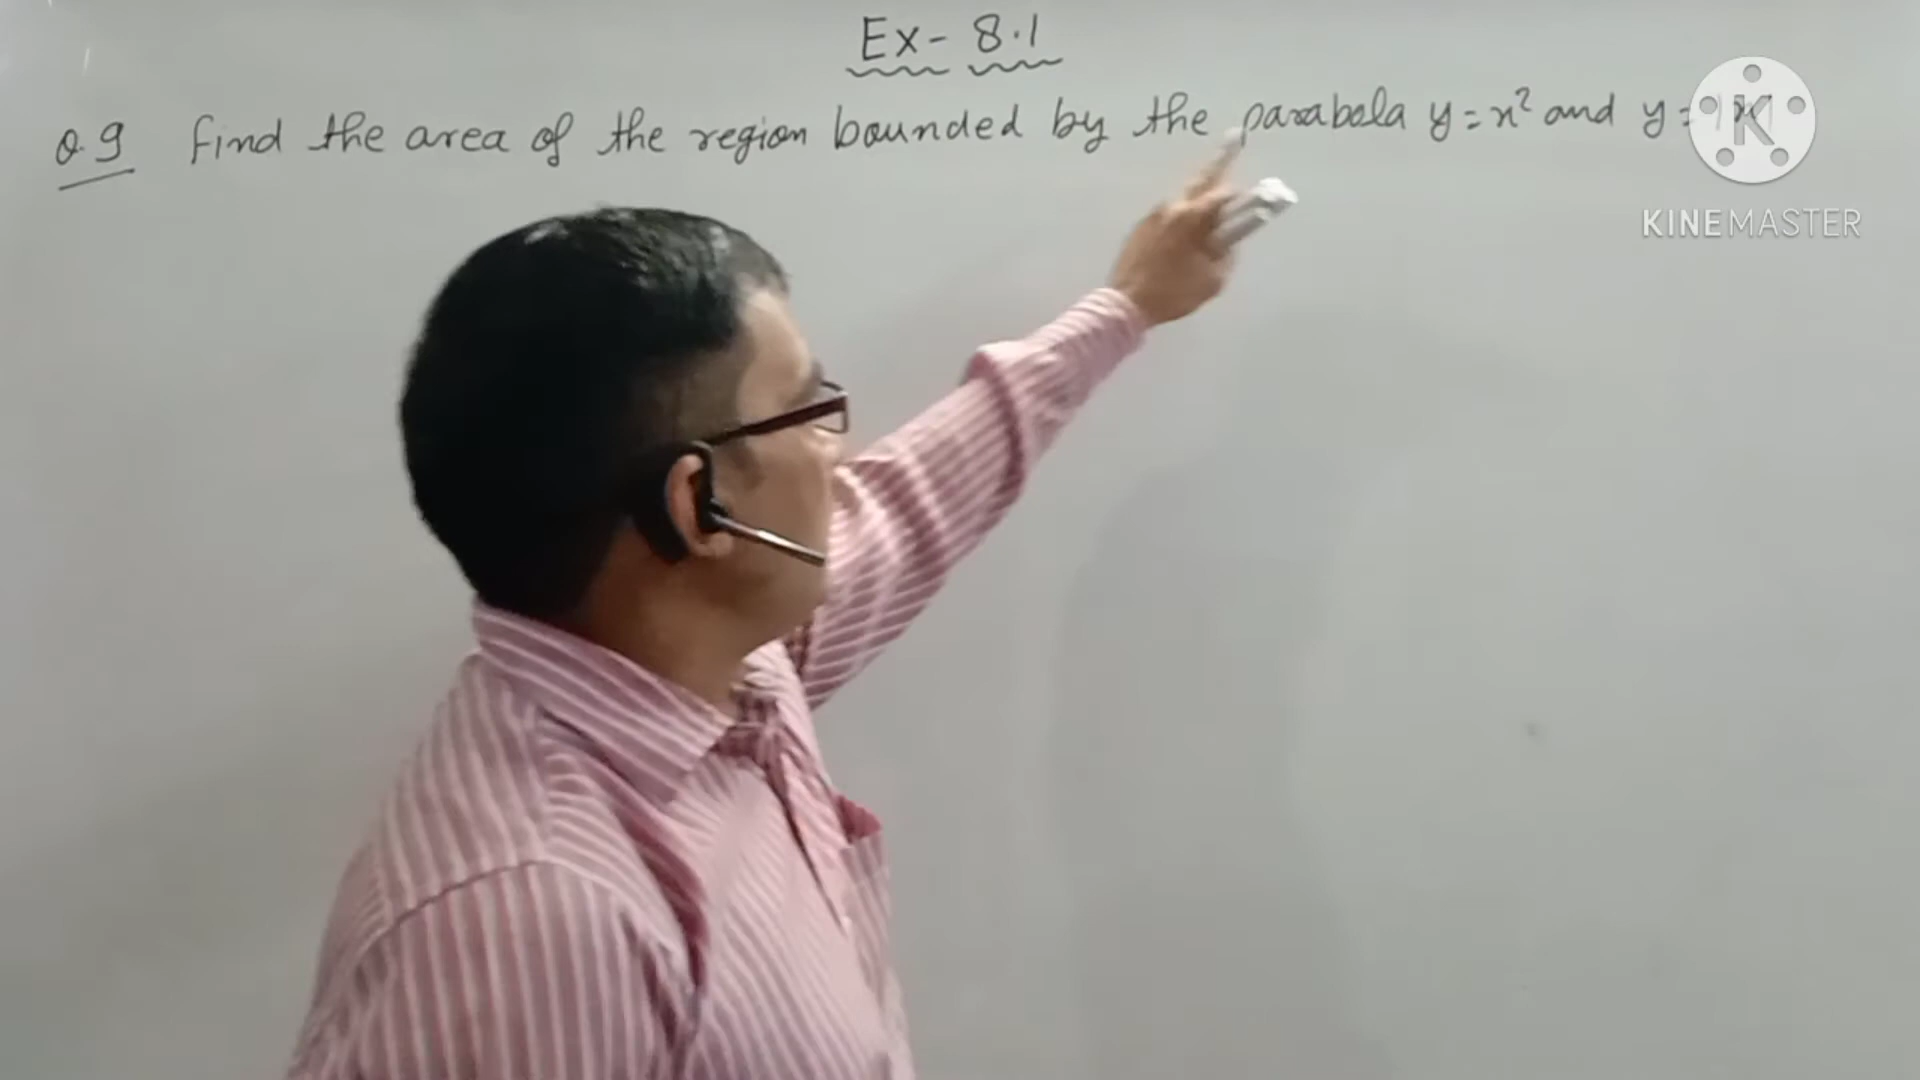 Ex- 8.1
Q.9 Find the area of the region bounded by the parabola y = x² and y = |x|
KINEMASTER